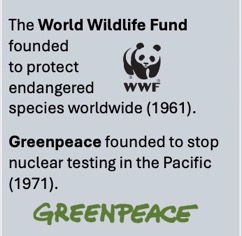 The World Wildlife Fund
founded
to protect
endangered
WWF
species worldwide (1961).
Greenpeace founded to stop
nuclear testing in the Pacific
(1971).
GREENPEACE